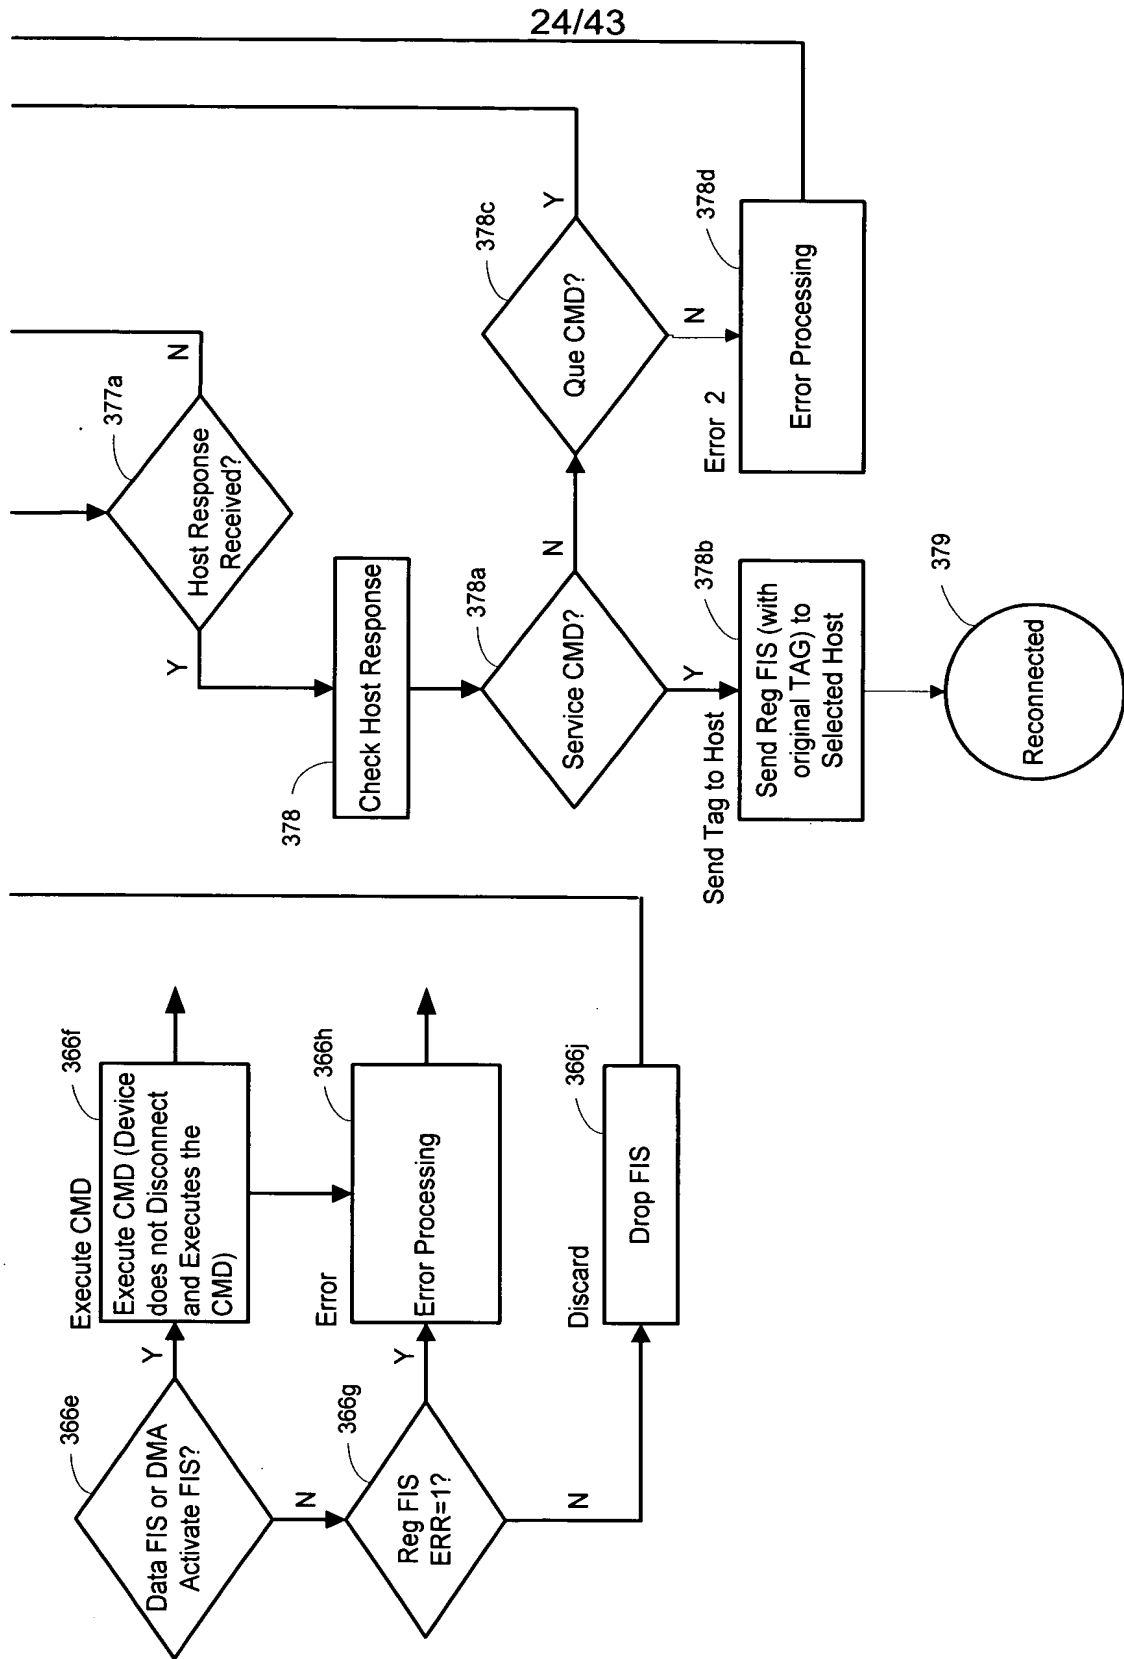 24/43
366e
Data FIS or DMA
Activate FIS?
Y
N
Execute CMD
366f
Execute CMD (Device
does not Disconnect
and Executes the
CMD)
366g
Reg FIS
ERR=1?
Y
N
Error
366h
Error Processing
Discard
366j
Drop FIS
377a
Host Response
Received?
Y
N
378
Check Host Response
378a
Service CMD?
N
Y
378c
Que CMD?
Y
N
Send Tag to Host
378b
Send Reg FIS (with
original TAG) to
Selected Host
Error 2
378d
Error Processing
379
Reconnected